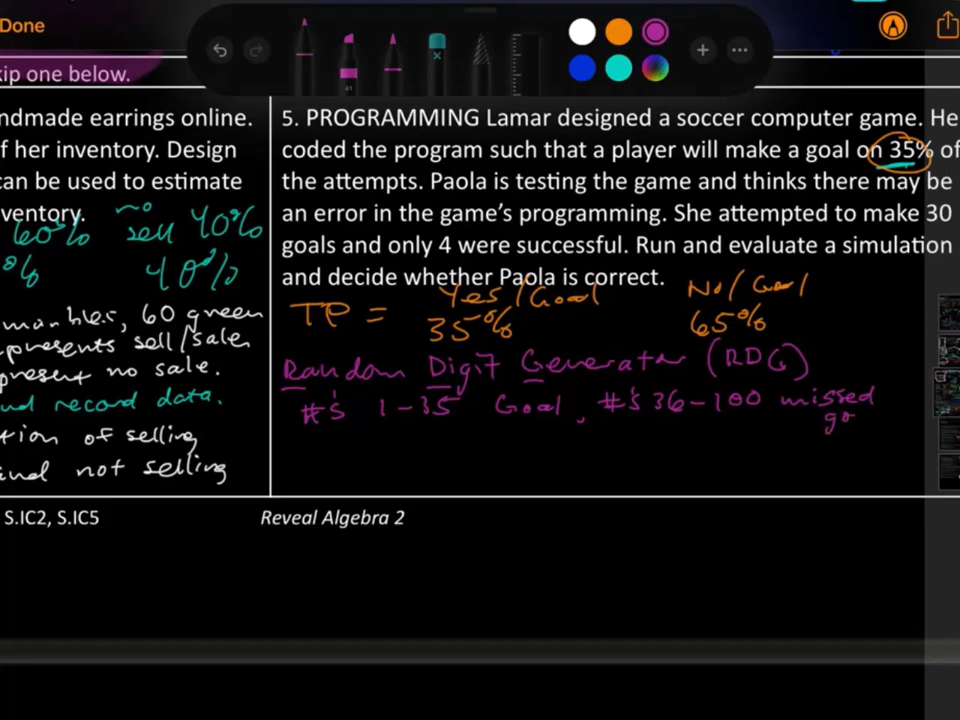 Done
kip one below.
ndmade earrings online.
f her inventory. Design
can be used to estimate
ventory.
60% sell 40%
% 40%
marbles, 60 green
presents sell/sales
present no sale.
nd record data.
tion of selling
and not selling
5. PROGRAMMING Lamar designed a soccer computer game. He
coded the program such that a player will make a goal on 35% of
the attempts. Paola is testing the game and thinks there may be
an error in the game's programming. She attempted to make 30
goals and only 4 were successful. Run and evaluate a simulation
and decide whether Paola is correct.
TP = Yes/Goal No/Goal
35% 65%
Random Digit Generator (RDG)
#'s 1-35 Goal, #'s 36-100 missed
go
S.IC2, S.IC5
Reveal Algebra 2